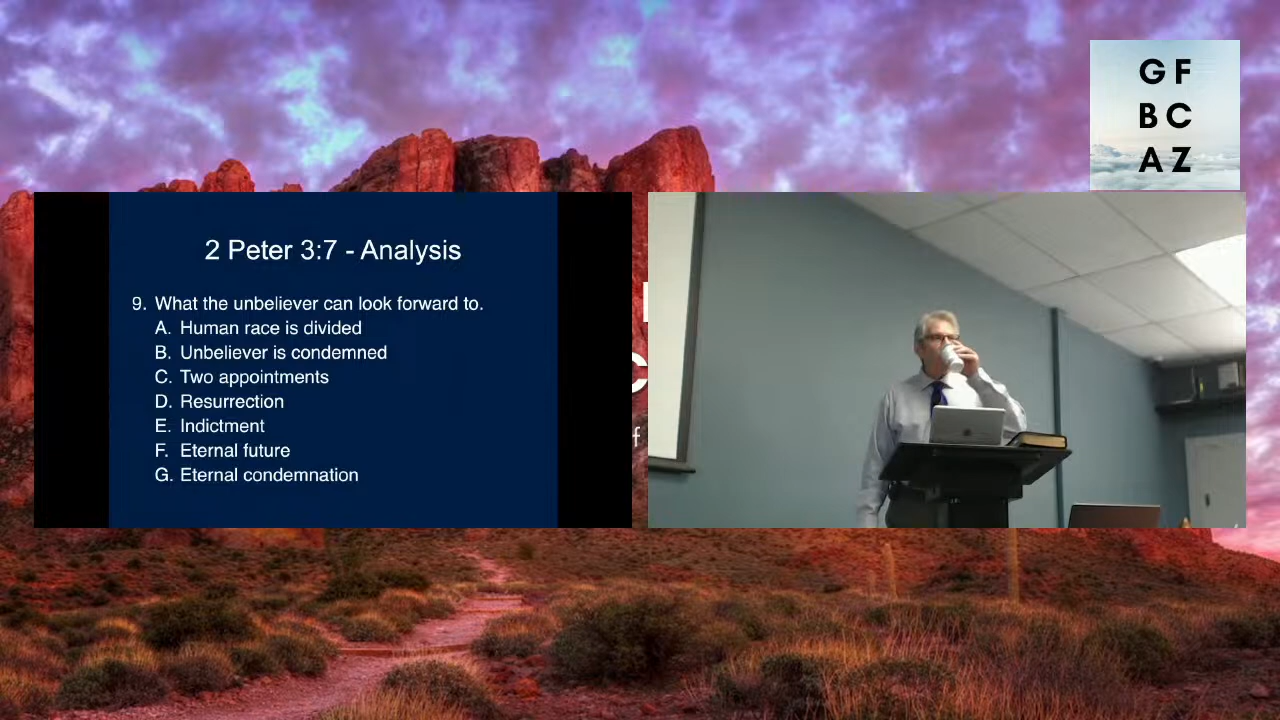 G F
B C
A Z
2 Peter 3:7 - Analysis
9. What the unbeliever can look forward to.
A. Human race is divided
B. Unbeliever is condemned
C. Two appointments
D. Resurrection
E. Indictment
F. Eternal future
G. Eternal condemnation